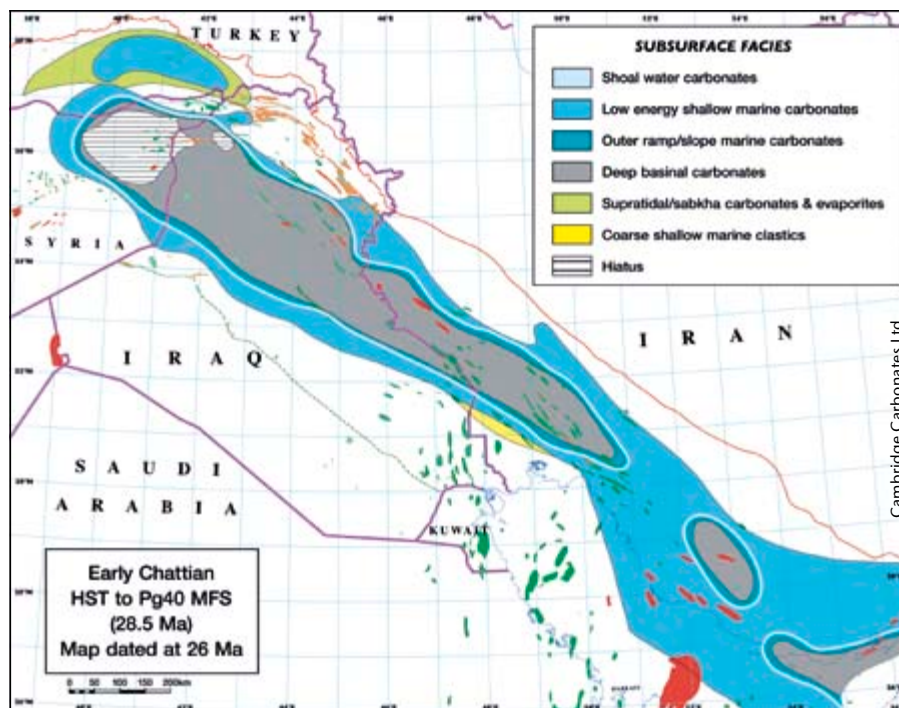 TURKEY
SUBSURFACE FACIES
Shoal water carbonates
Low energy shallow marine carbonates
Outer ramp/slope marine carbonates
Deep basinal carbonates
Supratidal/sabkha carbonates & evaporites
Coarse shallow marine clastics
Hiatus
SYRIA
IRAN
IRAQ
SAUDI
ARABIA
KUWAIT
Early Chattian
HST to Pg40 MFS
(28.5 Ma)
Map dated at 26 Ma
0 50 100 150 200km
Cambridge Carbonates Ltd